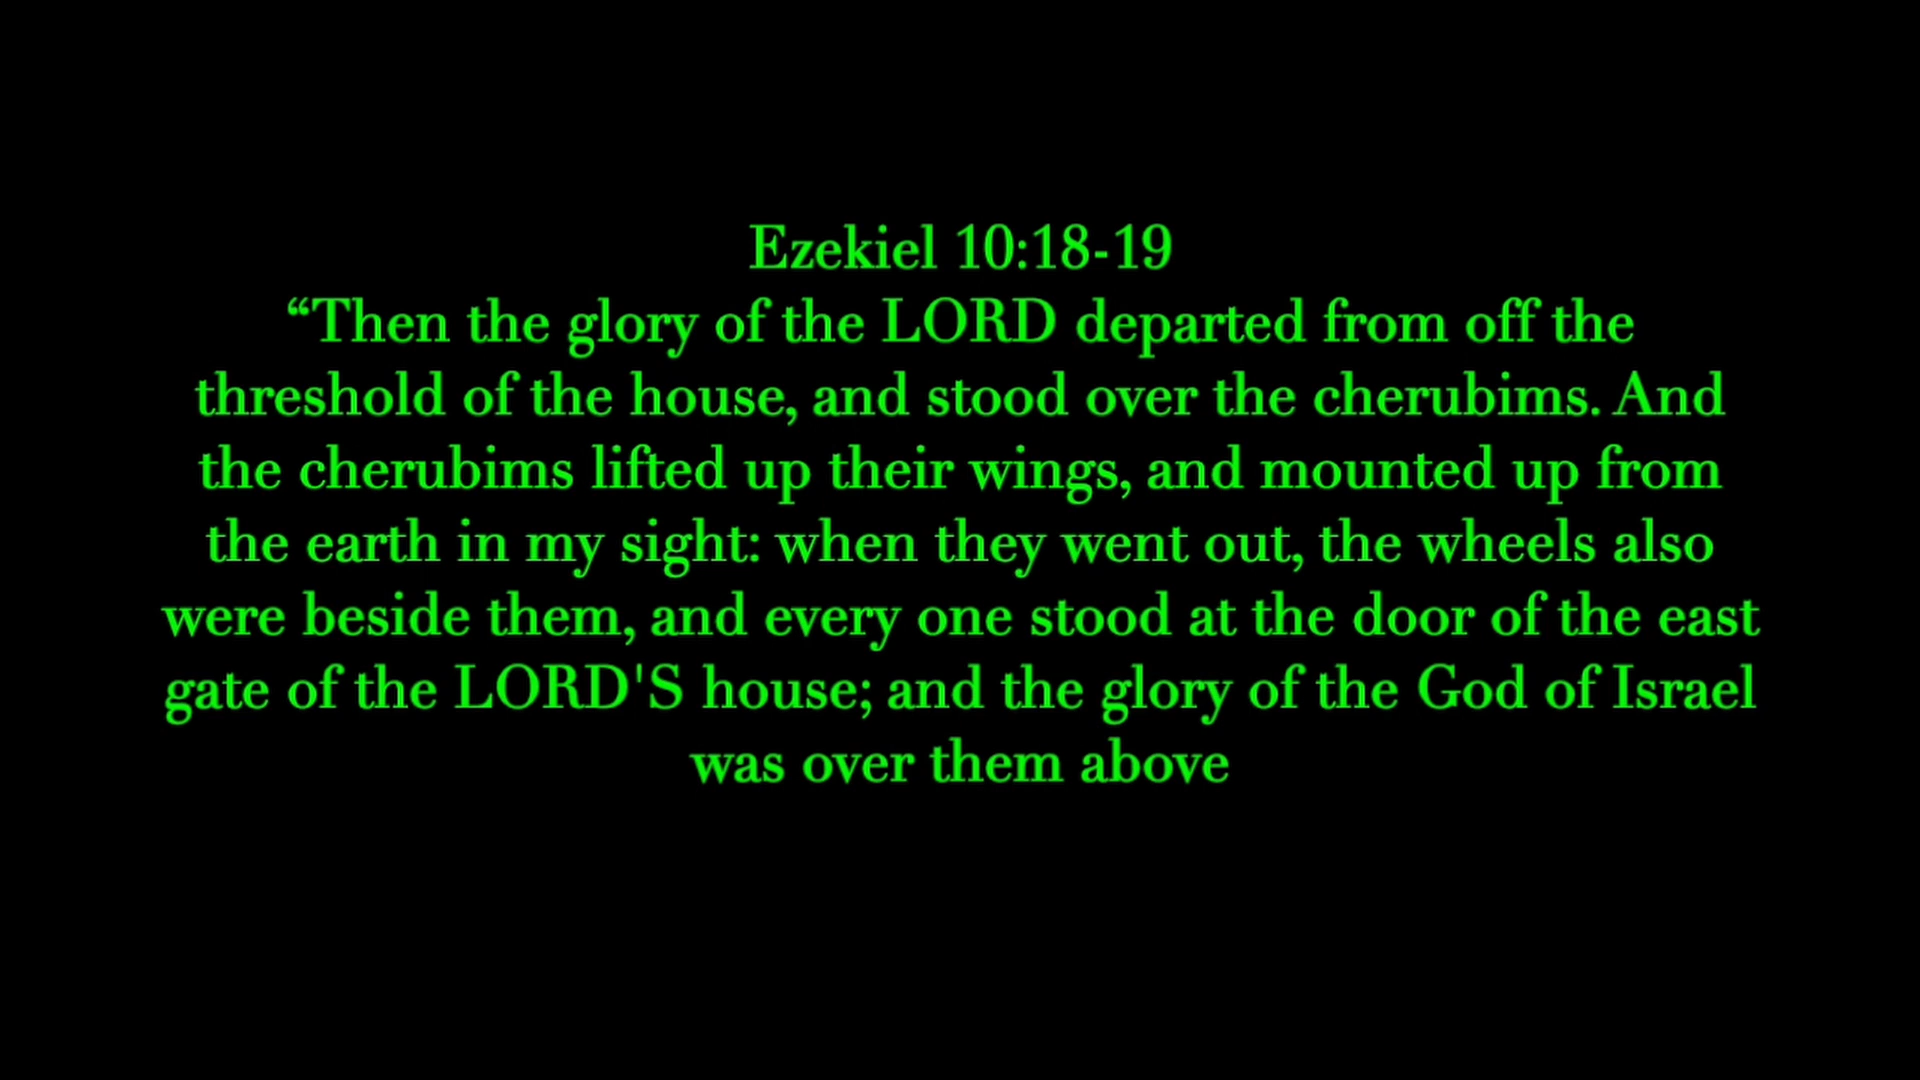 Ezekiel 10:18-19
“Then the glory of the LORD departed from off the
threshold of the house, and stood over the cherubims. And
the cherubims lifted up their wings, and mounted up from
the earth in my sight: when they went out, the wheels also
were beside them, and every one stood at the door of the east
gate of the LORD'S house; and the glory of the God of Israel
was over them above